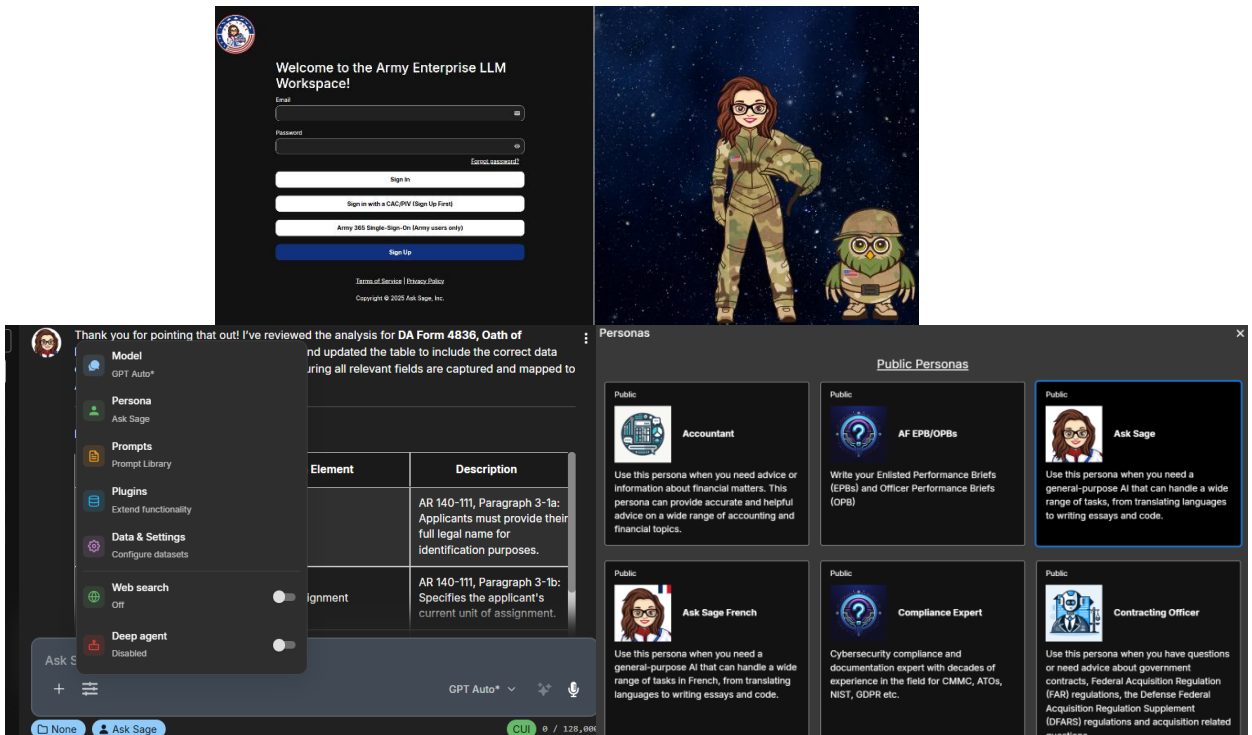 Welcome to the Army Enterprise LLM
Workspace!
Email
Password
Forgot password?
Sign In
Sign in with a CAC/PIV (Sign Up First)
Army 365 Single-Sign-On (Army users only)
Sign Up
Terms of Service | Privacy Policy
Copyright © 2025 Ask Sage, Inc.
Thank you for pointing that out! I've reviewed the analysis for DA Form 4836, Oath of
nd updated the table to include the correct data
uring all relevant fields are captured and mapped to
Model
GPT Auto*
Persona
Ask Sage
Prompts
Prompt Library
Plugins
Extend functionality
Data & Settings
Configure datasets
Web search
Off
Deep agent
Disabled
Element
Description
AR 140-111, Paragraph 3-1a:
Applicants must provide their
full legal name for
identification purposes.
ignment
AR 140-111, Paragraph 3-1b:
Specifies the applicant's
current unit of assignment.
Ask S
GPT Auto*
None
Ask Sage
CUI
0 / 128,000
Personas
Public Personas
Public
Accountant
Use this persona when you need advice or
information about financial matters. This
persona can provide accurate and helpful
advice on a wide range of accounting and
financial topics.
Public
AF EPB/OPBs
Write your Enlisted Performance Briefs
(EPBs) and Officer Performance Briefs
(OPB)
Public
Ask Sage
Use this persona when you need a
general-purpose AI that can handle a wide
range of tasks, from translating languages
to writing essays and code.
Public
Ask Sage French
Use this persona when you need a
general-purpose AI that can handle a wide
range of tasks in French, from translating
languages to writing essays and code.
Public
Compliance Expert
Cybersecurity compliance and
documentation expert with decades of
experience in the field for CMMC, ATOs,
NIST, GDPR etc.
Public
Contracting Officer
Use this persona when you have questions
or need advice about government
contracts, Federal Acquisition Regulation
(FAR) regulations, the Defense Federal
Acquisition Regulation Supplement
(DFARS) regulations and acquisition related
questions.